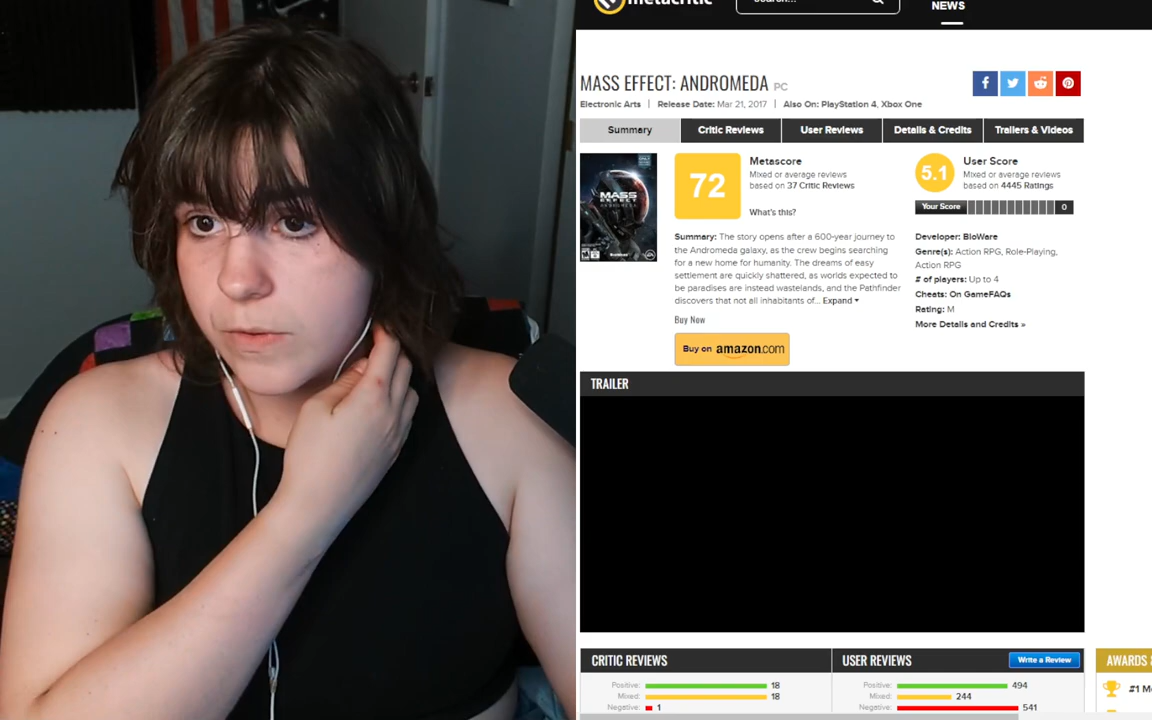 metacritic
Search...
NEWS
MASS EFFECT: ANDROMEDA PC
Electronic Arts | Release Date: Mar 21, 2017 | Also On: PlayStation 4, Xbox One
Summary
Critic Reviews
User Reviews
Details & Credits
Trailers & Videos
MASS EFFECT
72
Metascore
Mixed or average reviews
based on 37 Critic Reviews
What's this?
5.1
User Score
Mixed or average reviews
based on 4445 Ratings
Your Score
0
Summary: The story opens after a 600-year journey to
the Andromeda galaxy, as the crew begins searching
for a new home for humanity. The dreams of easy
settlement are quickly shattered, as worlds expected to
be paradises are instead wastelands, and the Pathfinder
discovers that not all inhabitants of... Expand
Buy Now
Buy on amazon.com
Developer: BioWare
Genre(s): Action RPG, Role-Playing,
Action RPG
# of players: Up to 4
Cheats: On GameFAQs
Rating: M
More Details and Credits »
TRAILER
CRITIC REVIEWS
Positive: 18
Mixed: 18
Negative: 1
USER REVIEWS
Write a Review
Positive: 494
Mixed: 244
Negative: 541
AWARDS &
#1 M